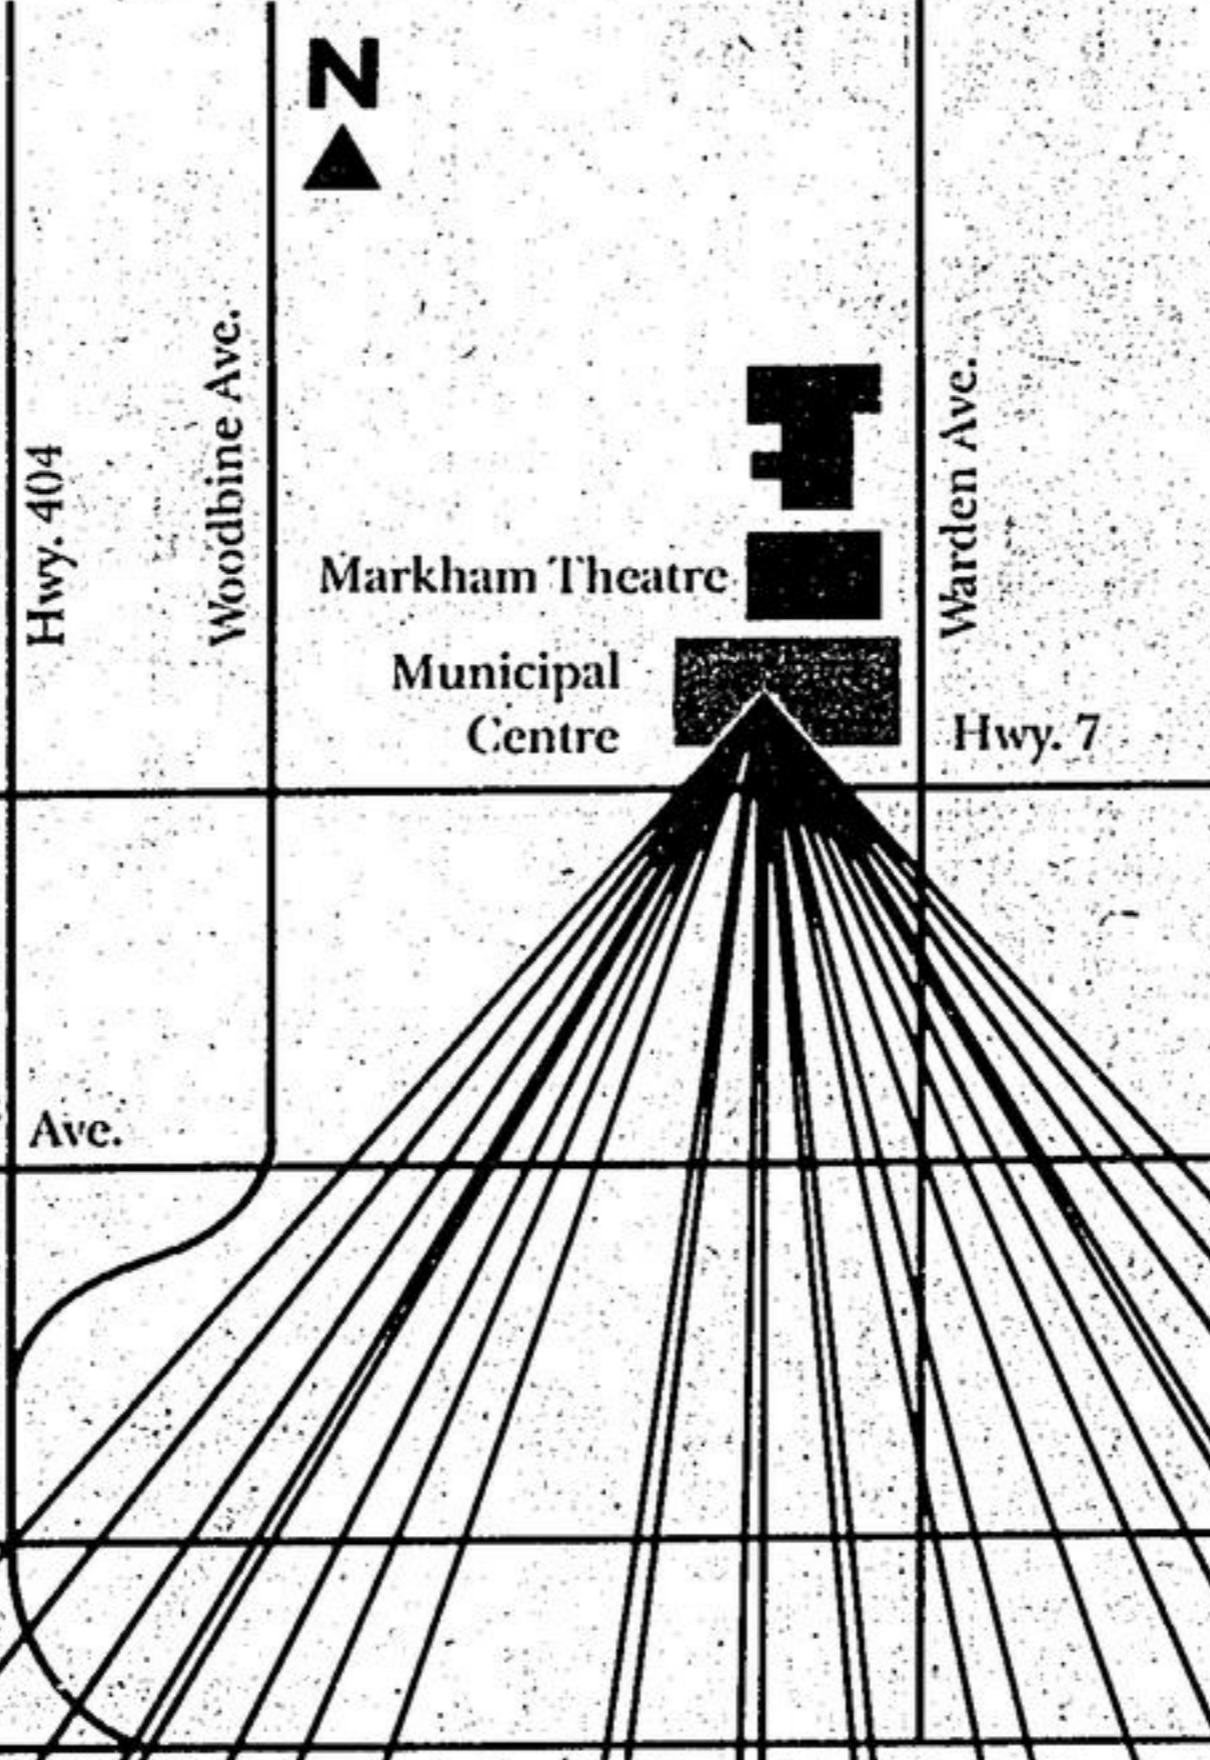 N
Hwy. 404
Woodbine Ave.
Warden Ave.
Markham Theatre
Municipal
Centre
Hwy. 7
Ave.